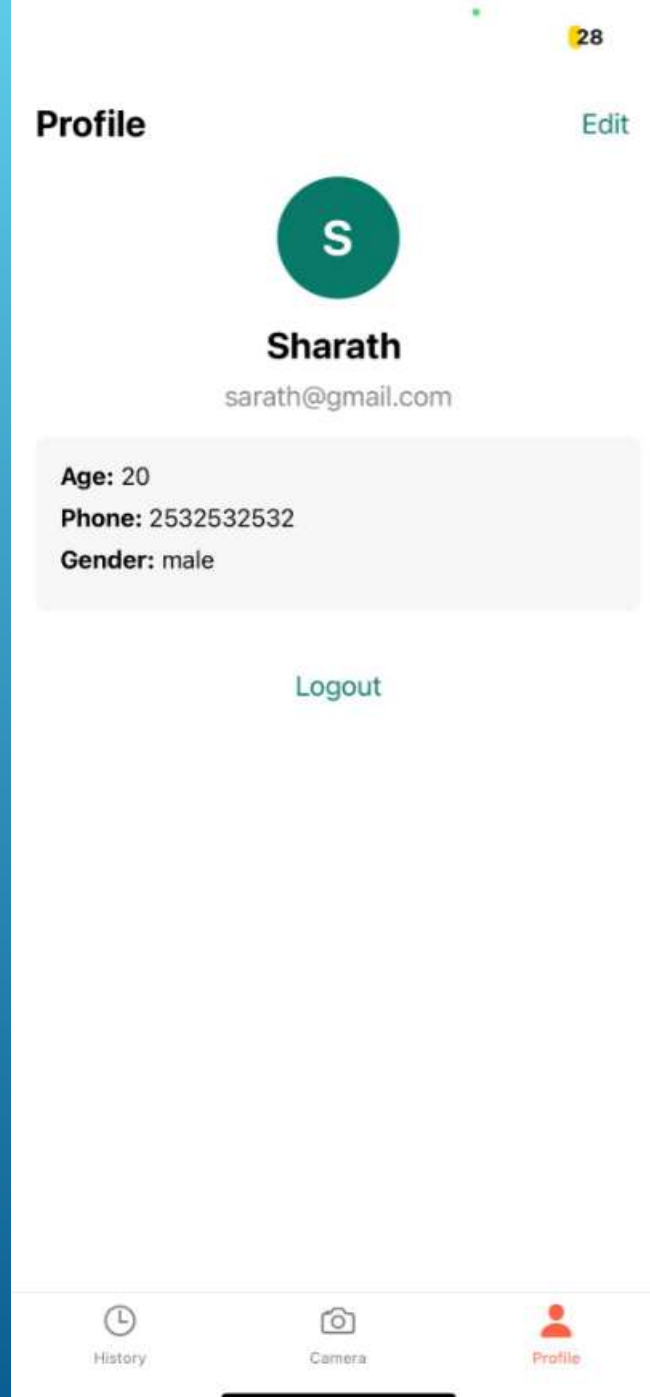 28
Profile
Edit
S
Sharath
sarath@gmail.com
Age: 20
Phone: 2532532532
Gender: male
Logout
History
Camera
Profile